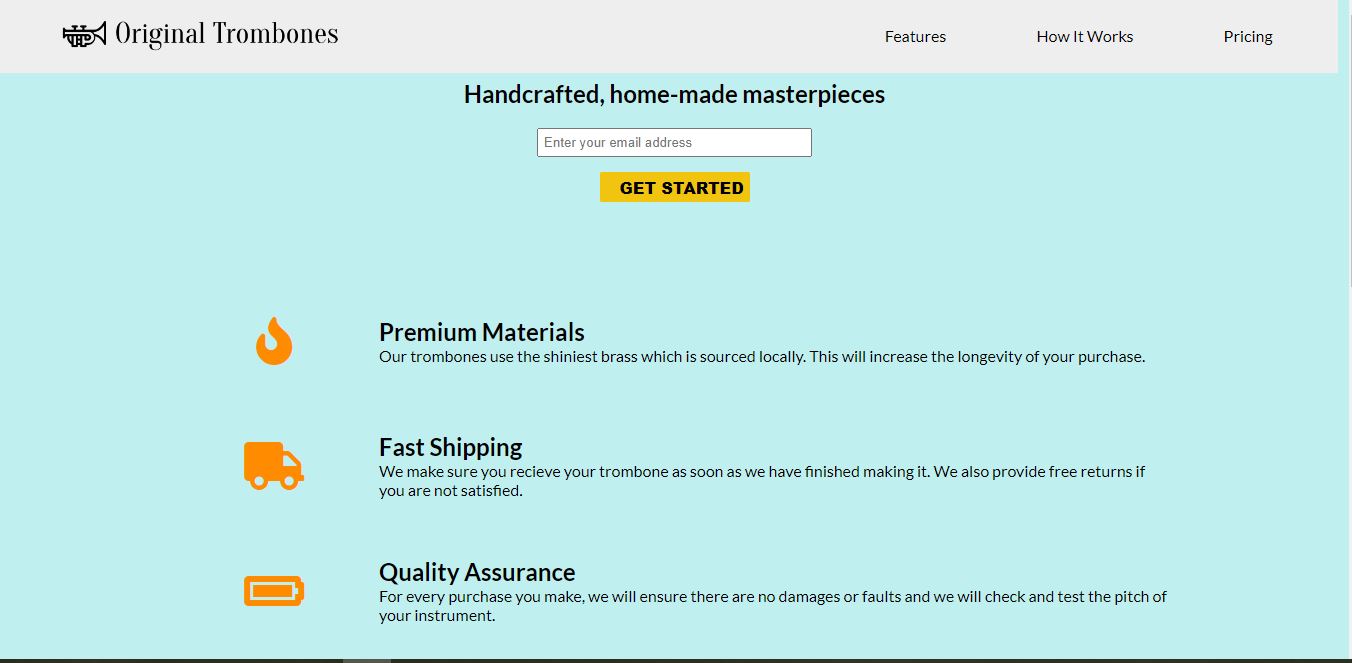 Original Trombones
Features
How It Works
Pricing
Handcrafted, home-made masterpieces
Enter your email address
GET STARTED
Premium Materials
Our trombones use the shiniest brass which is sourced locally. This will increase the longevity of your purchase.
Fast Shipping
We make sure you recieve your trombone as soon as we have finished making it. We also provide free returns if
you are not satisfied.
Quality Assurance
For every purchase you make, we will ensure there are no damages or faults and we will check and test the pitch of
your instrument.